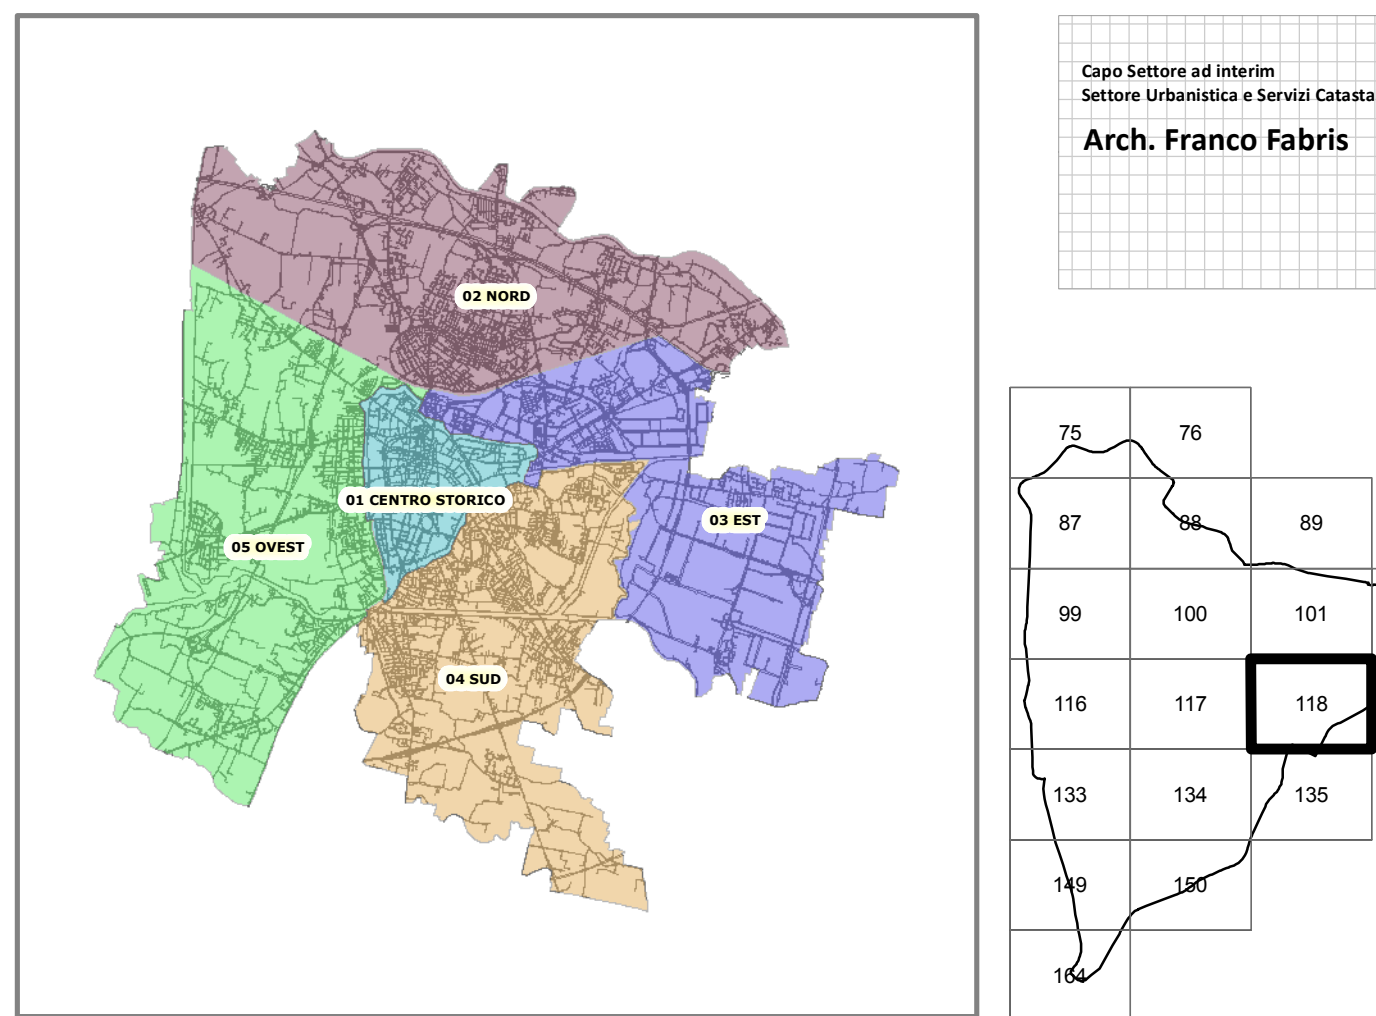 Capo Settore ad interim
Settore Urbanistica e Servizi Catasta
Arch. Franco Fabris
02 NORD
01 CENTRO STORICO
03 EST
05 OVEST
04 SUD
75 76
87 88 89
99 100 101
116 117 118
133 134 135
149 150
164